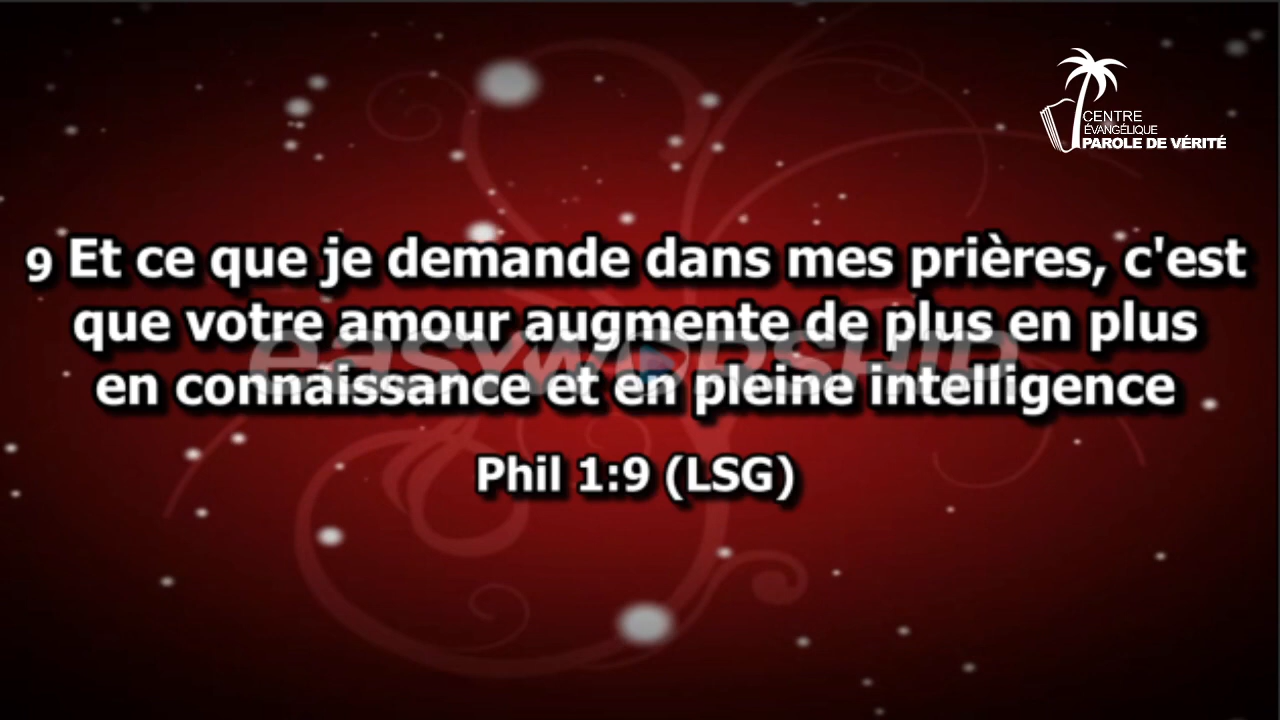 CENTRE
ÉVANGÉLIQUE
PAROLE DE VÉRITÉ
9 Et ce que je demande dans mes prières, c'est
que votre amour augmente de plus en plus
easyworship
en connaissance et en pleine intelligence
Phil 1:9 (LSG)